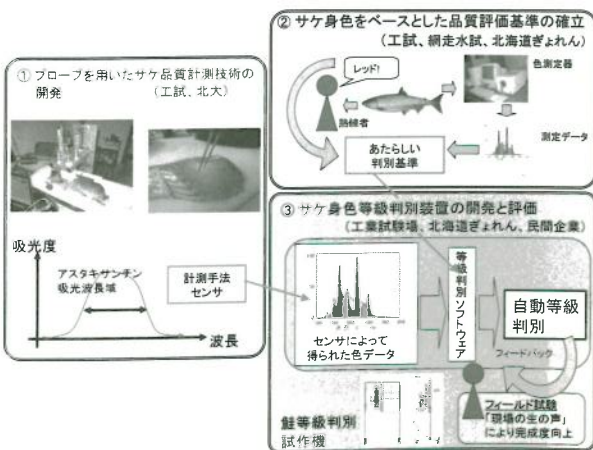 ① プローブを用いたサケ品質計測技術の
開発　　　　(工試、北大)
吸光度
アスタキサンチン
吸光波長域
波長
計測手法
センサ
② サケ身色をベースとした品質評価基準の確立
(工試、網走水試、北海道ぎょれん)
レッド!
熟練者
色測定器
測定データ
あたらしい
判別基準
③ サケ身色等級判別装置の開発と評価
(工業試験場、北海道ぎょれん、民間企業)
センサによって
得られた色データ
等級判別ソフトウェア
自動等級
判別
フィードバック
鮭等級判別
試作機
フィールド試験
「現場の生の声」
により完成度向上